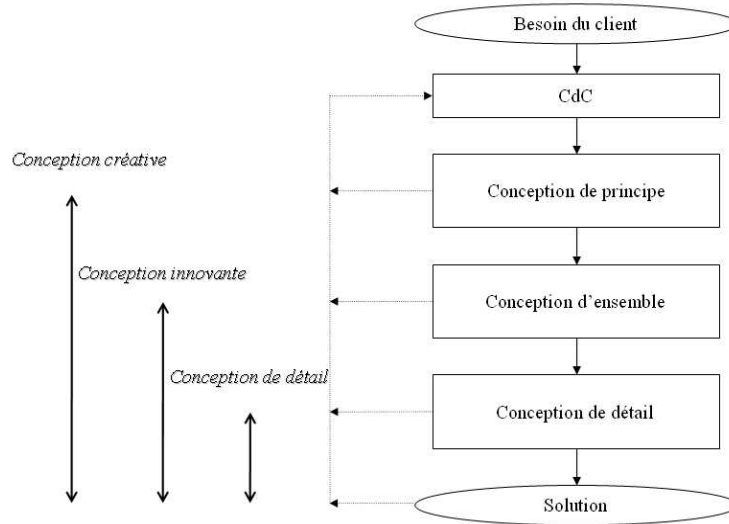 Besoin du client
CdC
Conception créative
Conception de principe
Conception innovante
Conception d'ensemble
Conception de détail
Conception de détail
Solution